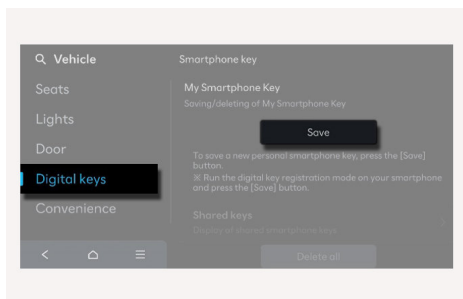 Vehicle
Smartphone key
Seats
Lights
Door
Digital keys
Convenience
My Smartphone Key
Saving/deleting of My Smartphone Key
Save
To save a new personal smartphone key, press the [Save]
button.
※ Run the digital key registration mode on your smartphone
and press the [Save] button.
Shared keys
Display of shared smartphone keys
Delete all